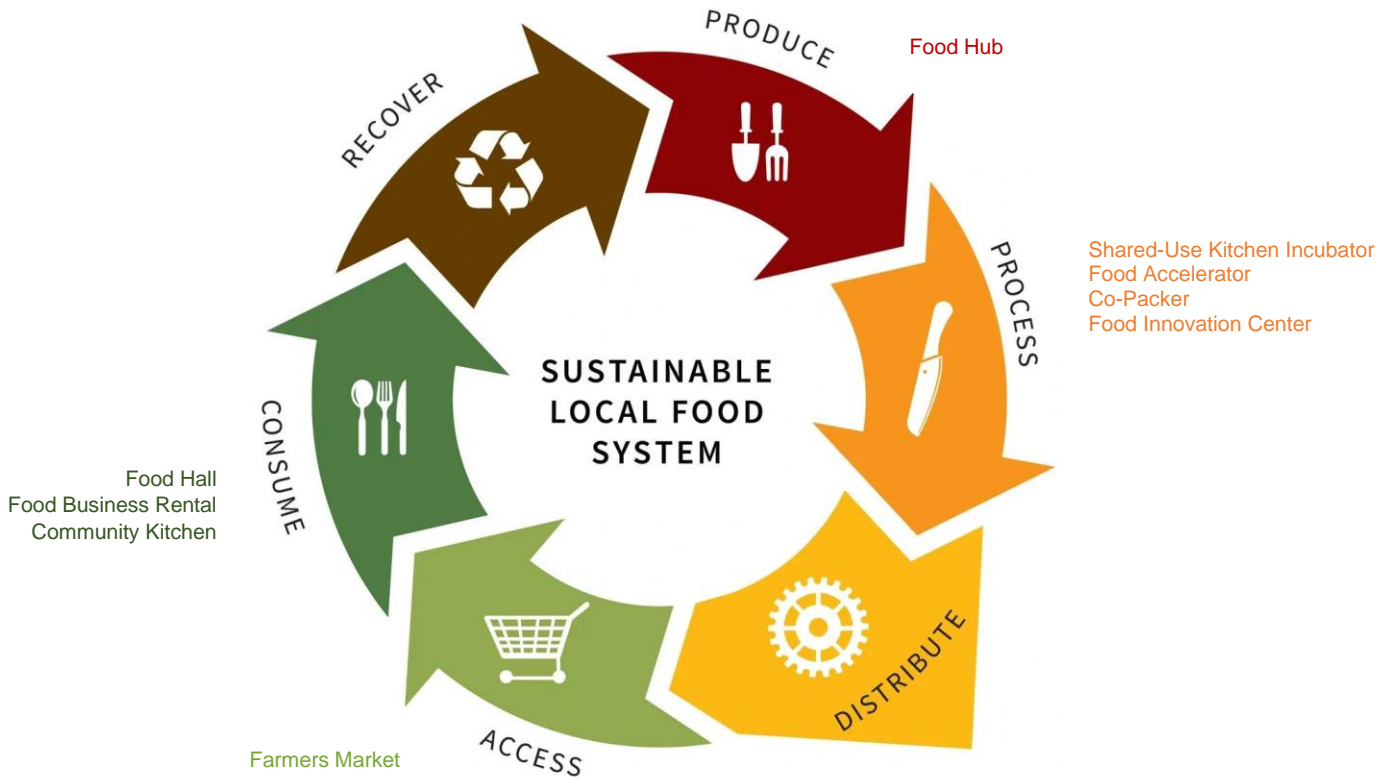 PRODUCE
Food Hub
RECOVER
PROCESS
Shared-Use Kitchen Incubator
Food Accelerator
Co-Packer
Food Innovation Center
SUSTAINABLE
LOCAL FOOD
SYSTEM
CONSUME
Food Hall
Food Business Rental
Community Kitchen
DISTRIBUTE
ACCESS
Farmers Market